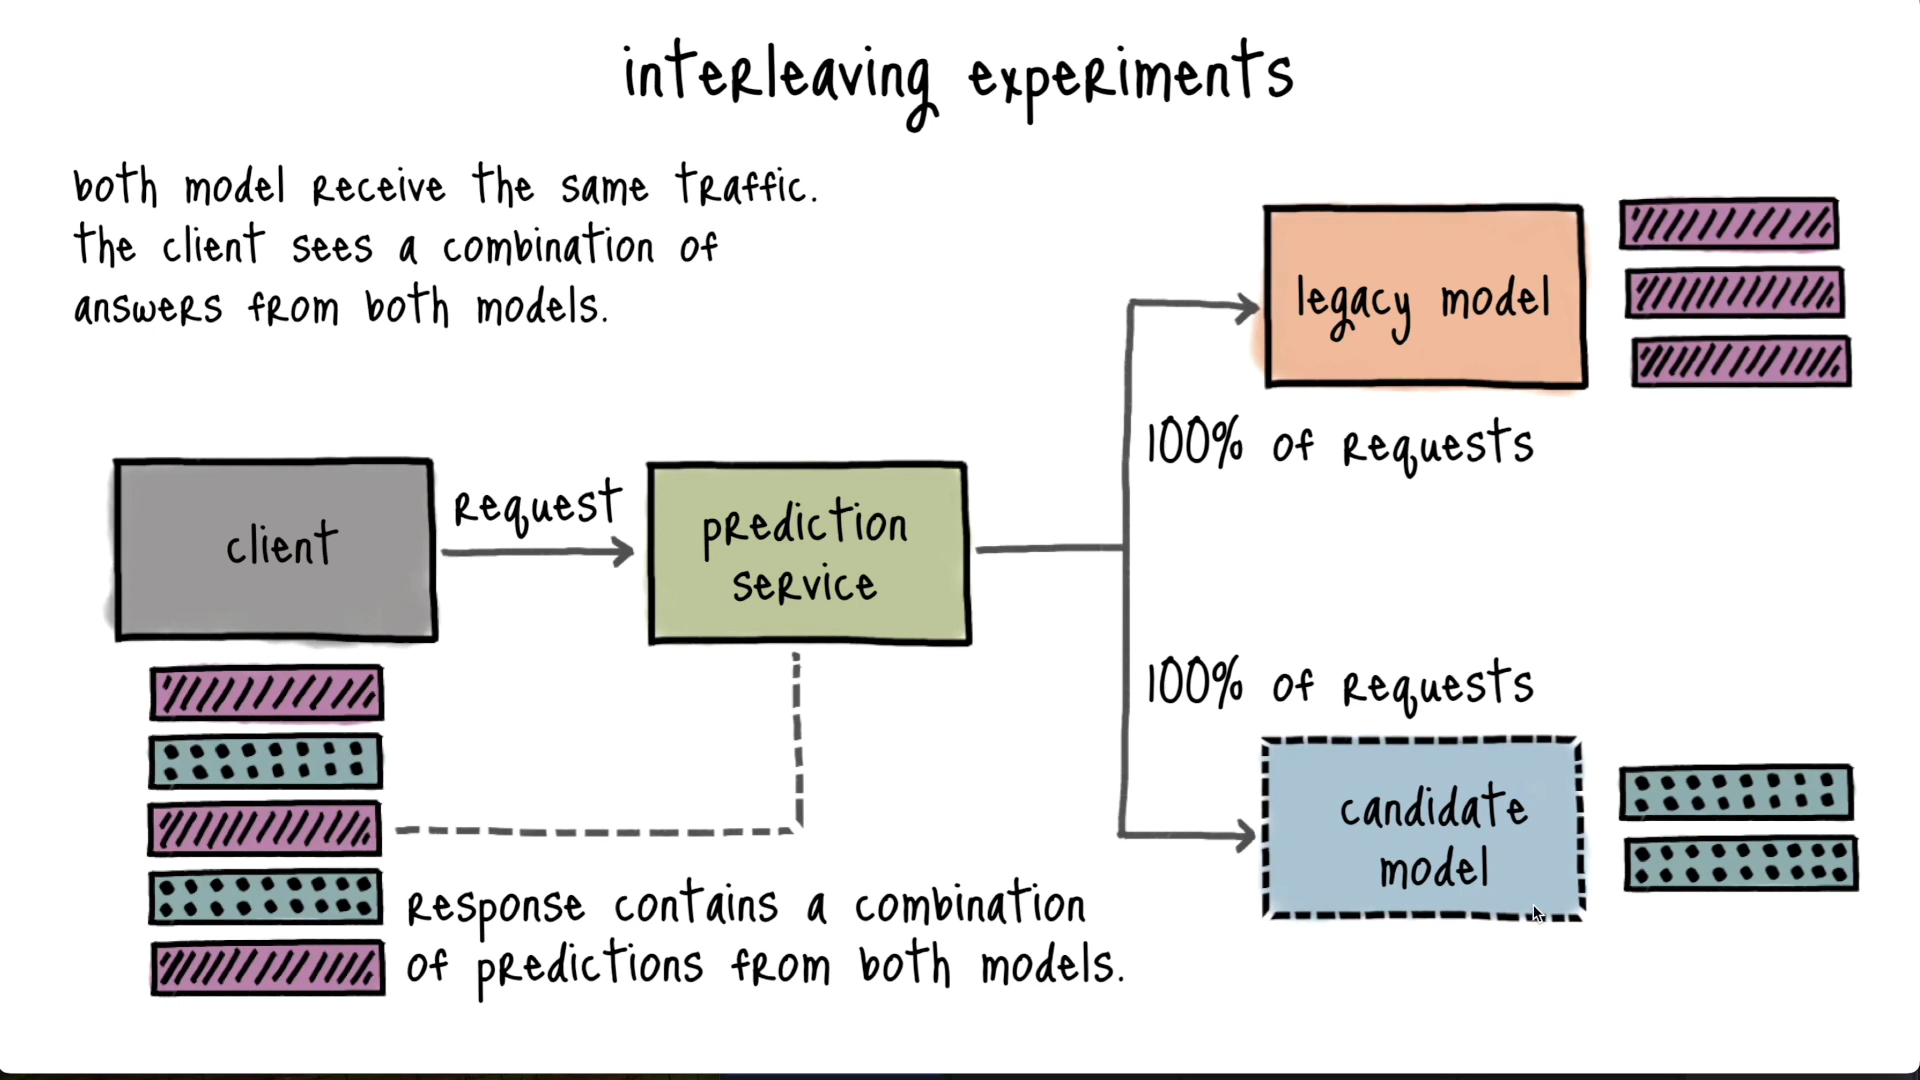 interleaving experiments
both model receive the same traffic.
the client sees a combination of
answers from both models.
legacy model
100% of requests
client
request
prediction
service
100% of requests
candidate
model
response contains a combination
of predictions from both models.